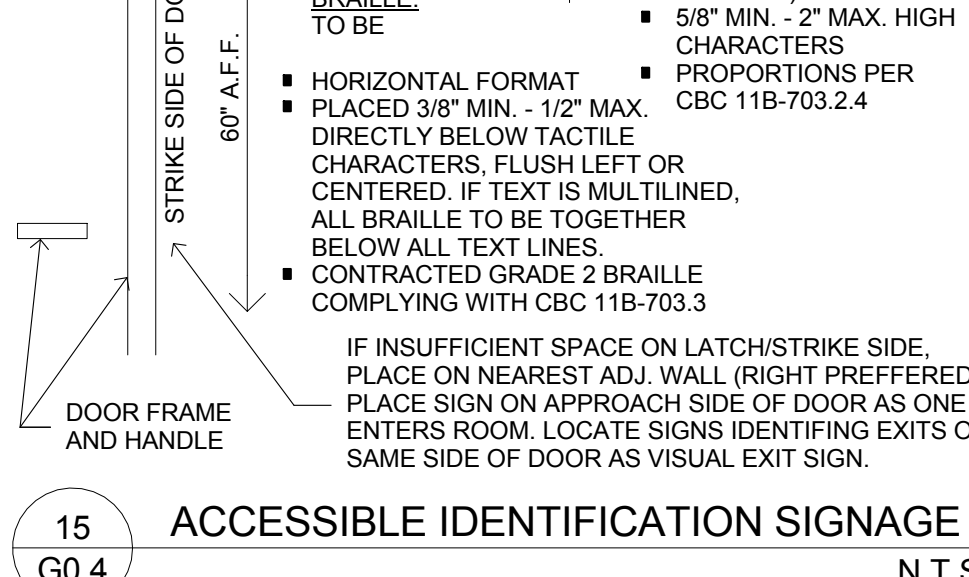 BRAILLE:
TO BE
HORIZONTAL FORMAT
PLACED 3/8" MIN. - 1/2" MAX.
DIRECTLY BELOW TACTILE
CHARACTERS, FLUSH LEFT OR
CENTERED. IF TEXT IS MULTILINED,
ALL BRAILLE TO BE TOGETHER
BELOW ALL TEXT LINES.
CONTRACTED GRADE 2 BRAILLE
COMPLYING WITH CBC 11B-703.3
5/8" MIN. - 2" MAX. HIGH
CHARACTERS
PROPORTIONS PER
CBC 11B-703.2.4
STRIKE SIDE OF
60" A.F.F.
IF INSUFFICIENT SPACE ON LATCH/STRIKE SIDE,
PLACE ON NEAREST ADJ. WALL (RIGHT PREFFERED
PLACE SIGN ON APPROACH SIDE OF DOOR AS ONE
ENTERS ROOM. LOCATE SIGNS IDENTIFING EXITS
SAME SIDE OF DOOR AS VISUAL EXIT SIGN.
DOOR FRAME
AND HANDLE
15
G0.4
ACCESSIBLE IDENTIFICATION SIGNAGE
N.T.S